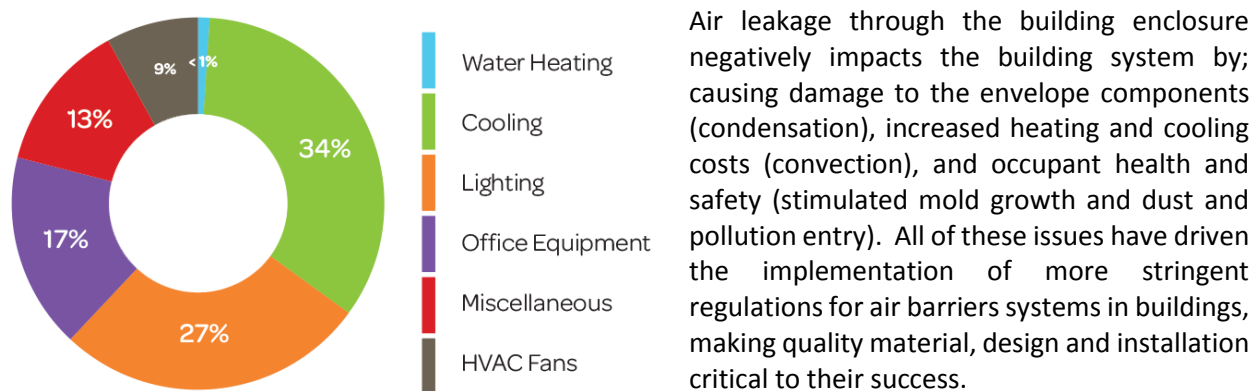 9%
< 1%
13%
34%
17%
27%
Water Heating
Cooling
Lighting
Office Equipment
Miscellaneous
HVAC Fans
Air leakage through the building enclosure
negatively impacts the building system by;
causing damage to the envelope components
(condensation), increased heating and cooling
costs (convection), and occupant health and
safety (stimulated mold growth and dust and
pollution entry). All of these issues have driven
the implementation of more stringent
regulations for air barriers systems in buildings,
making quality material, design and installation
critical to their success.